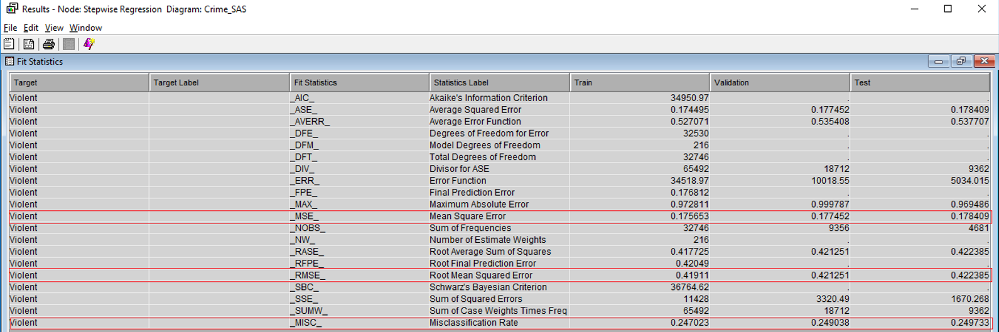 Results - Node: Stepwise Regression Diagram: Crime_SAS
File Edit View Window
Fit Statistics
Target Target Label Fit Statistics Statistics Label Train Validation Test
Violent _AIC_ Akaike's Information Criterion 34950.97 . .
Violent _ASE_ Average Squared Error 0.174495 0.177452 0.178409
Violent _AVERR_ Average Error Function 0.527071 0.535408 0.537707
Violent _DFE_ Degrees of Freedom for Error 32530 . .
Violent _DFM_ Model Degrees of Freedom 216 . .
Violent _DFT_ Total Degrees of Freedom 32746 . .
Violent _DIV_ Divisor for ASE 65492 18712 9362
Violent _ERR_ Error Function 34518.97 10018.55 5034.015
Violent _FPE_ Final Prediction Error 0.176812 . .
Violent _MAX_ Maximum Absolute Error 0.972811 0.999787 0.969486
Violent _MSE_ Mean Square Error 0.175653 0.177452 0.178409
Violent _NOBS_ Sum of Frequencies 32746 9356 4681
Violent _NW_ Number of Estimate Weights 216 . .
Violent _RASE_ Root Average Sum of Squares 0.417725 0.421251 0.422385
Violent _RFPE_ Root Final Prediction Error 0.42049 . .
Violent _RMSE_ Root Mean Squared Error 0.41911 0.421251 0.422385
Violent _SBC_ Schwarz's Bayesian Criterion 36764.62 . .
Violent _SSE_ Sum of Squared Errors 11428 3320.49 1670.268
Violent _SUMW_ Sum of Case Weights Times Freq 65492 18712 9362
Violent _MISC_ Misclassification Rate 0.247023 0.249038 0.249733